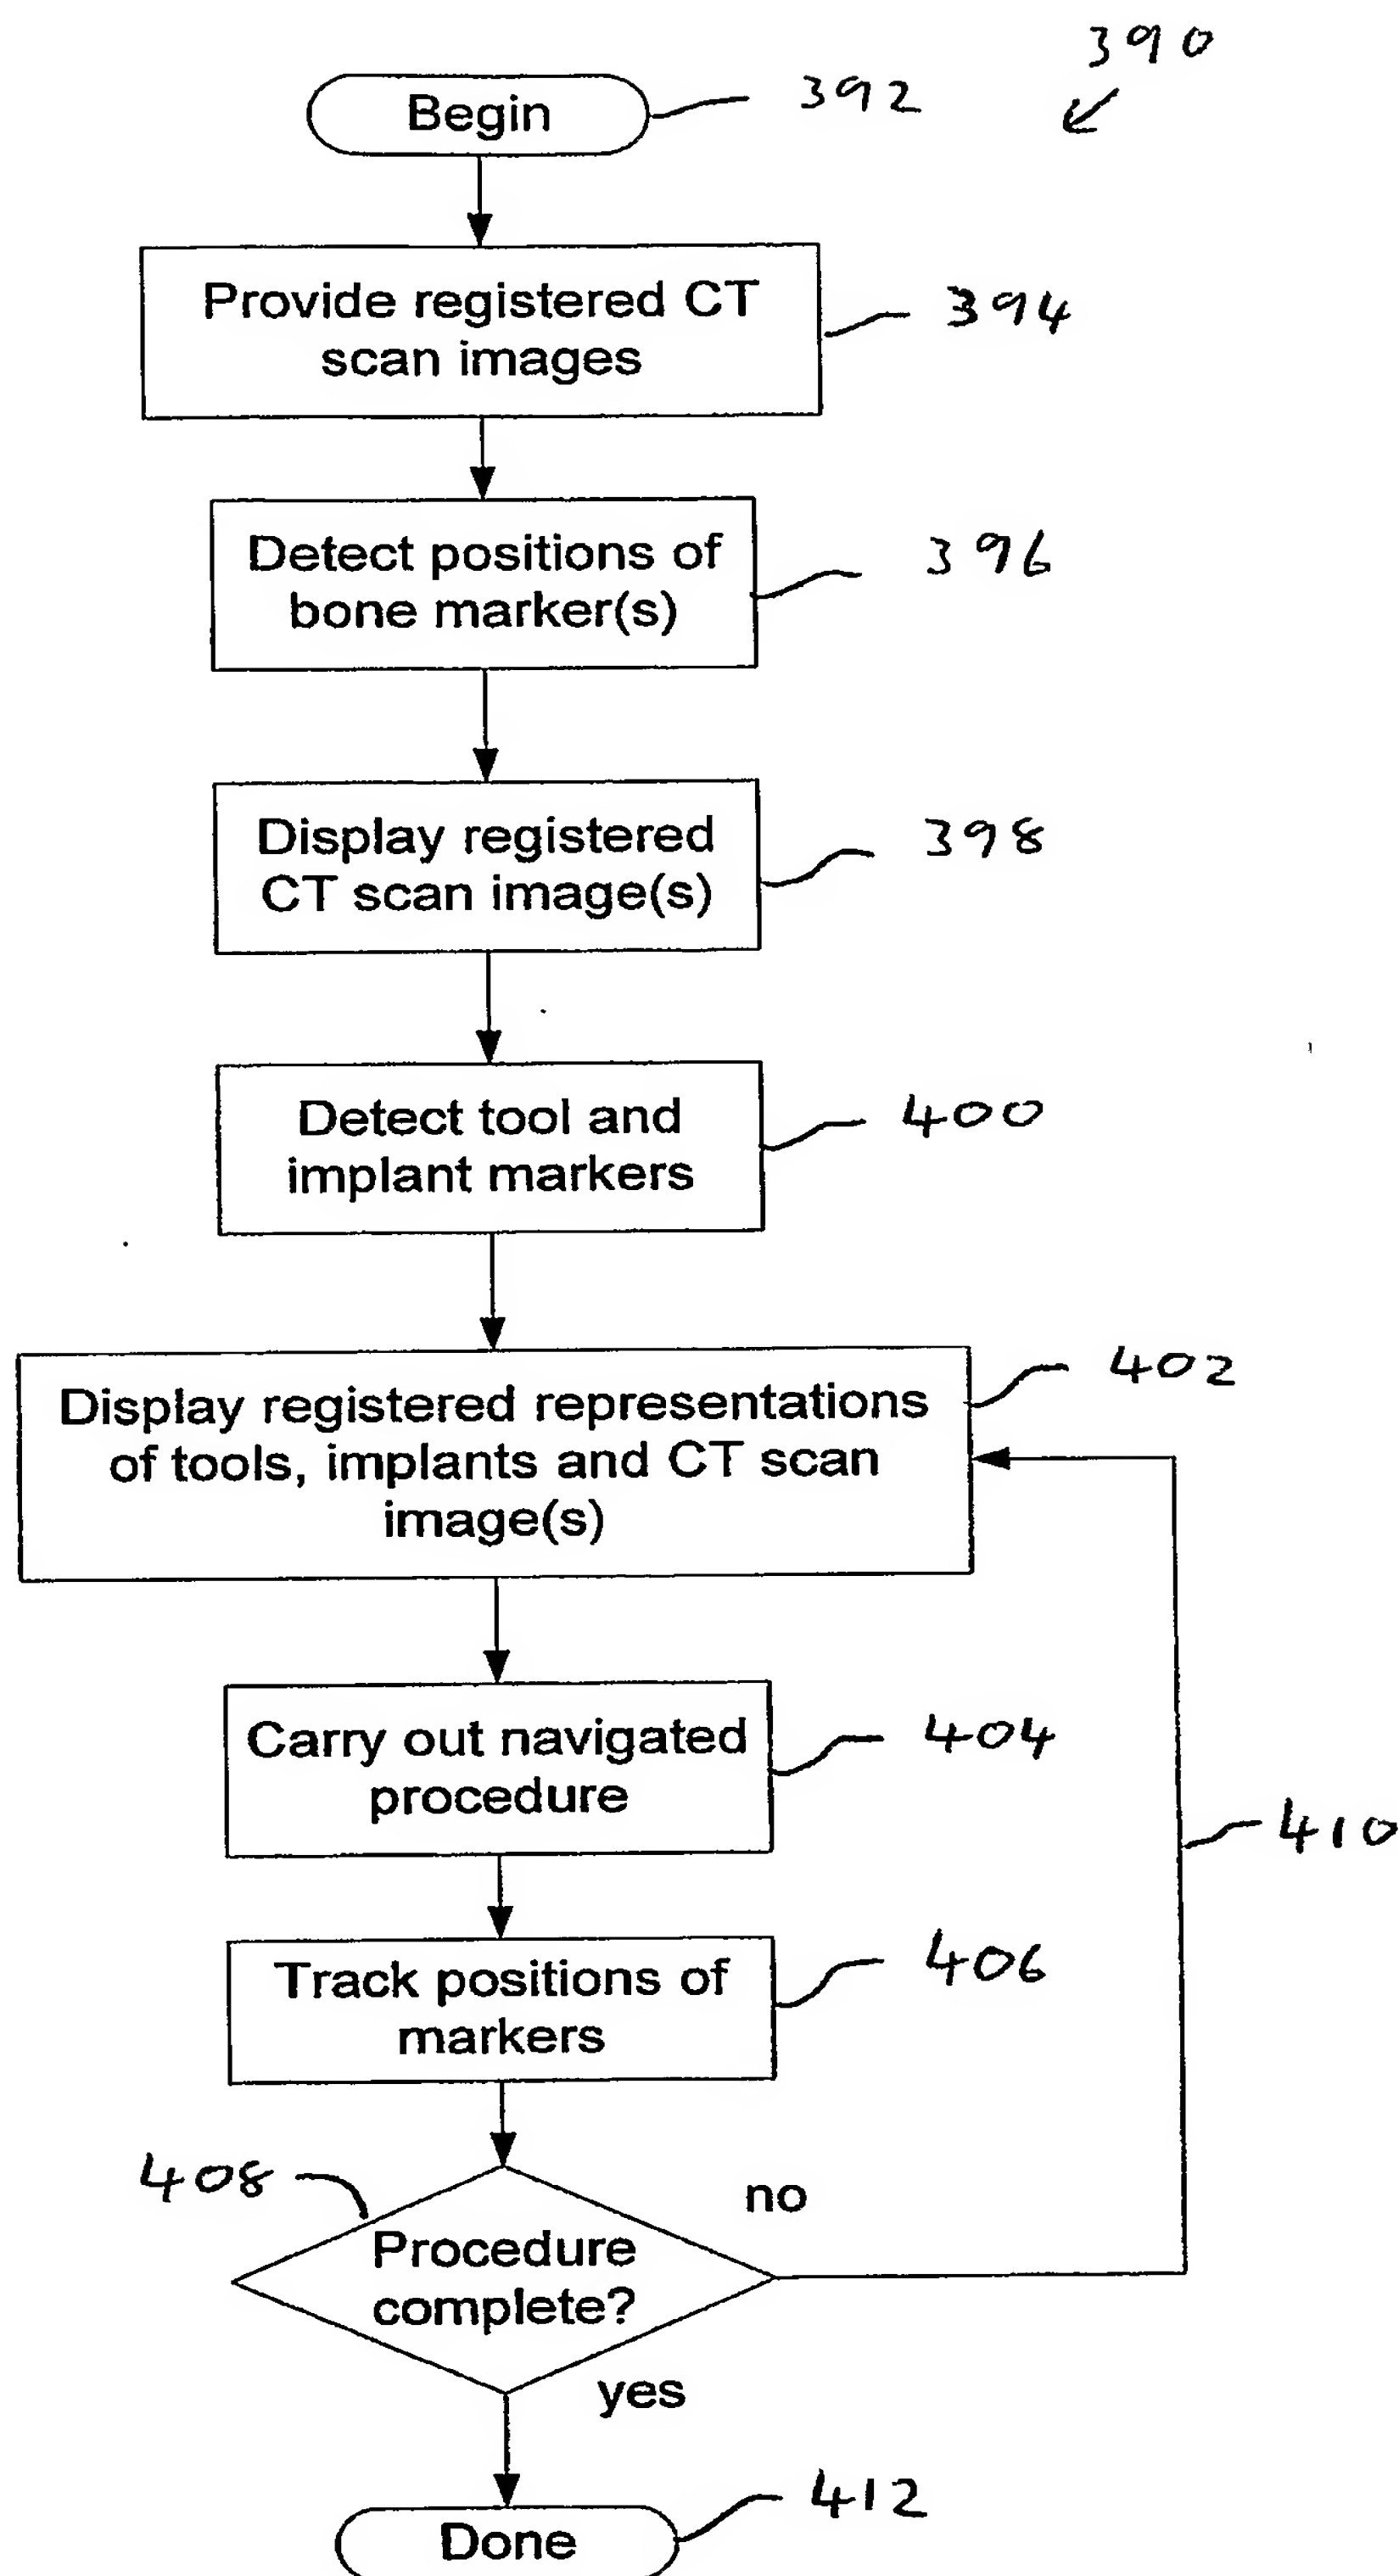 390
Begin
392
Provide registered CT
scan images
394
Detect positions of
bone marker(s)
396
Display registered
CT scan image(s)
398
Detect tool and
implant markers
400
Display registered representations
of tools, implants and CT scan
image(s)
402
Carry out navigated
procedure
404
410
Track positions of
markers
406
408
no
Procedure
complete?
yes
412
Done